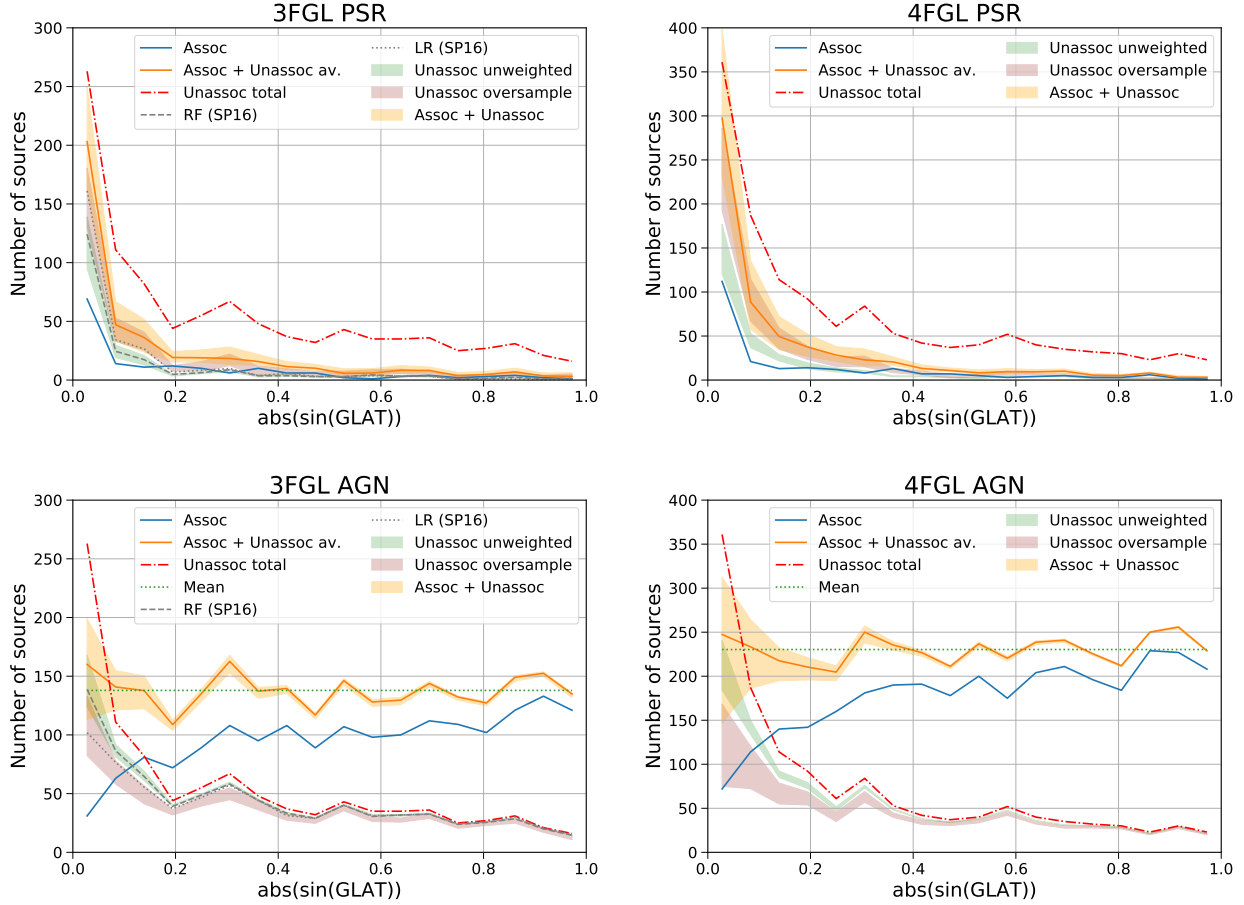 3FGL PSR
300
250
200
150
100
50
0
Number of sources
Assoc
Assoc + Unassoc av.
Unassoc total
RF (SP16)
LR (SP16)
Unassoc unweighted
Unassoc oversample
Assoc + Unassoc
0.0 0.2 0.4 0.6 0.8 1.0
abs(sin(GLAT))
4FGL PSR
400
350
300
250
200
150
100
50
0
Number of sources
Assoc
Assoc + Unassoc av.
Unassoc total
Unassoc unweighted
Unassoc oversample
Assoc + Unassoc
0.0 0.2 0.4 0.6 0.8 1.0
abs(sin(GLAT))
3FGL AGN
300
250
200
150
100
50
0
Number of sources
Assoc
Assoc + Unassoc av.
Unassoc total
Mean
RF (SP16)
LR (SP16)
Unassoc unweighted
Unassoc oversample
Assoc + Unassoc
0.0 0.2 0.4 0.6 0.8 1.0
abs(sin(GLAT))
4FGL AGN
400
350
300
250
200
150
100
50
0
Number of sources
Assoc
Assoc + Unassoc av.
Unassoc total
Mean
Unassoc unweighted
Unassoc oversample
Assoc + Unassoc
0.0 0.2 0.4 0.6 0.8 1.0
abs(sin(GLAT))